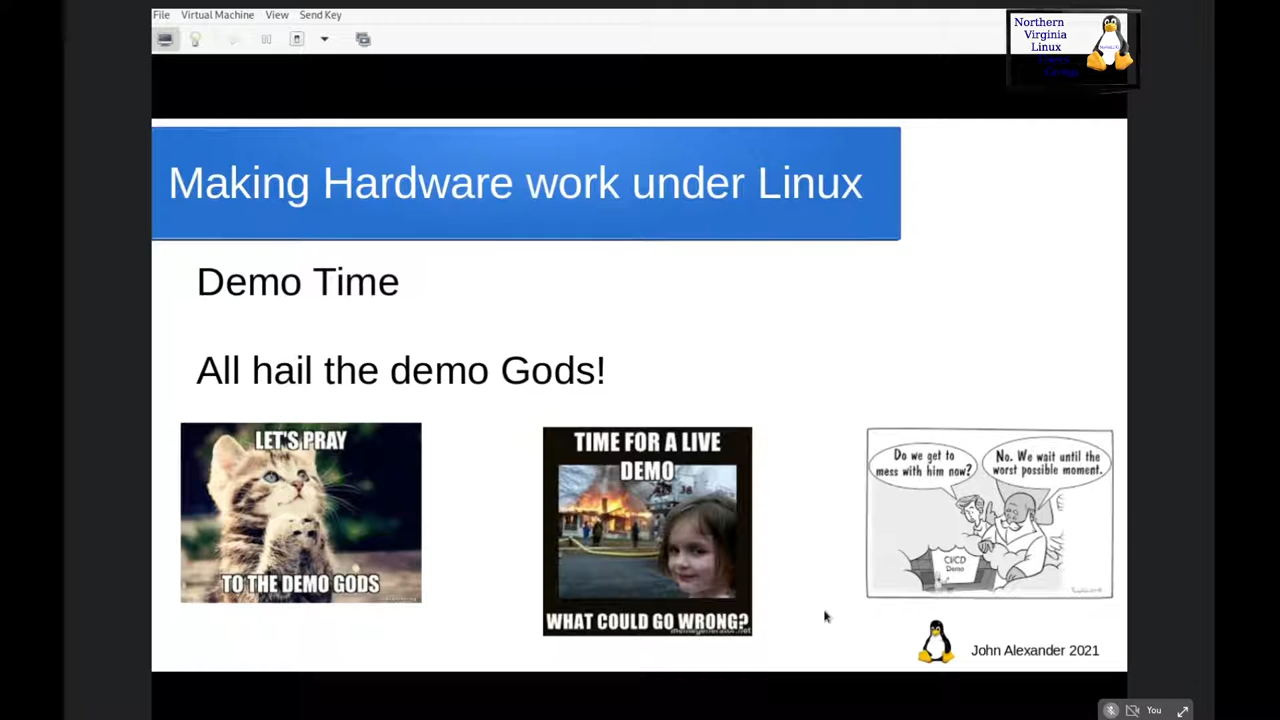 File Virtual Machine View Send Key
Northern
Virginia
Linux
Making Hardware work under Linux
Demo Time
All hail the demo Gods!
LET'S PRAY
TO THE DEMO GODS
TIME FOR A LIVE
DEMO
WHAT COULD GO WRONG?
Do we get to
mess with him now?
No. We wait until the
worst possible moment.
CI/CD
Demo
John Alexander 2021
You